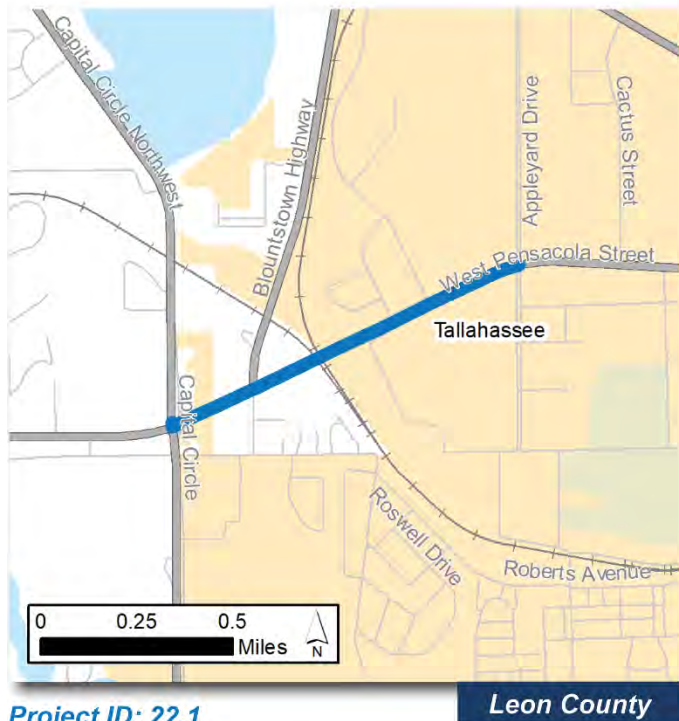 Capital Circle Northwest
Blountstown Highway
Appleyard Drive
Cactus Street
West Pensacola Street
Tallahassee
Capital Circle
Roswell Drive
Roberts Avenue
0 0.25 0.5
Miles
N
Leon County
Project ID: 22.1